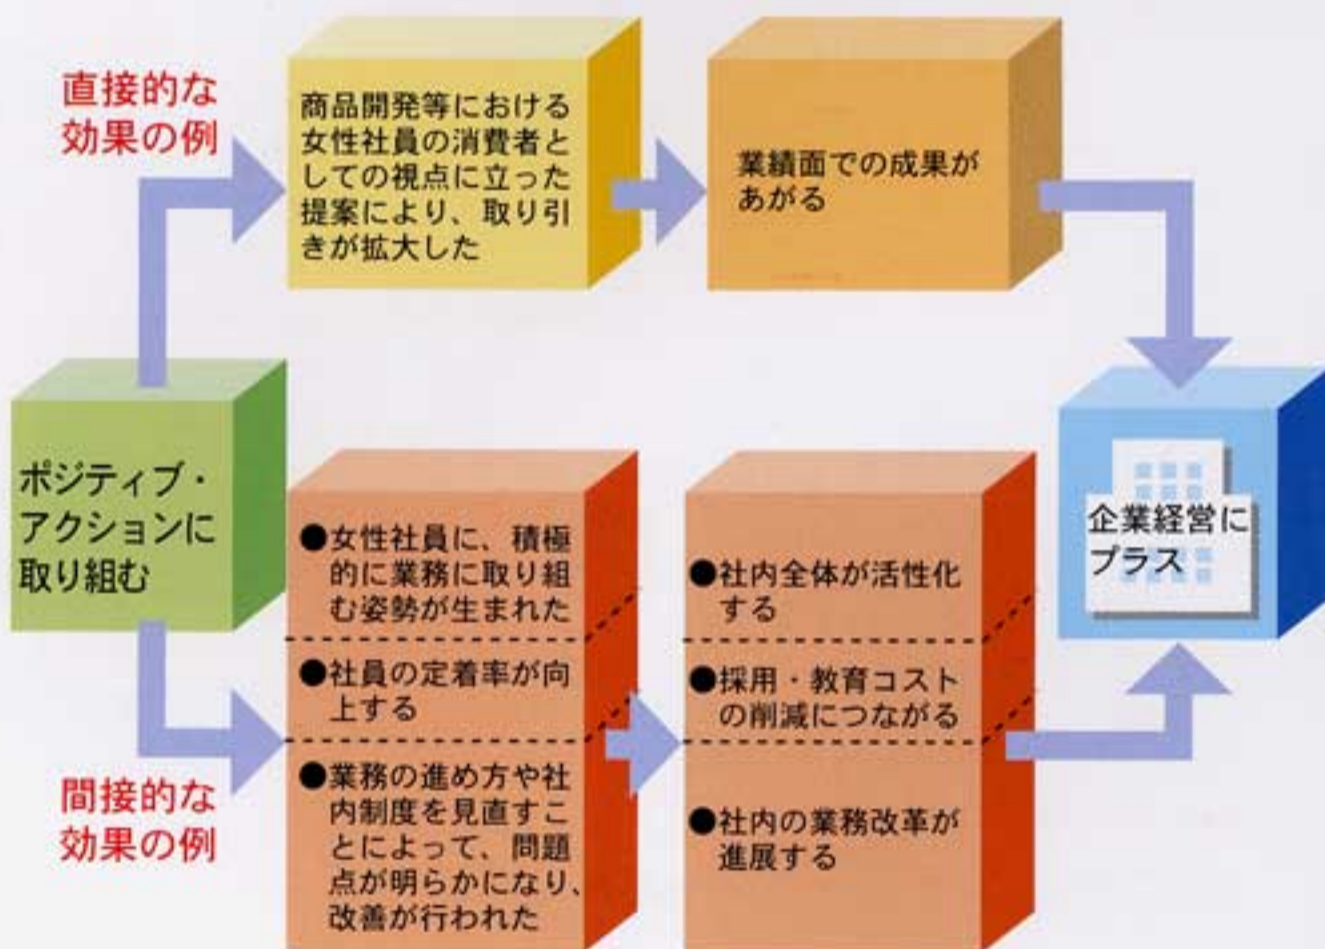 直接的な
効果の例
商品開発等における
女性社員の消費者と
しての視点に立った
提案により、取り引
きが拡大した
業績面での成果が
あがる
ポジティブ・
アクションに
取り組む
●女性社員に、積極
的に業務に取り組
む姿勢が生まれた
●社員の定着率が向
上する
●業務の進め方や社
内制度を見直すこ
とによって、問題
点が明らかになり、
改善が行われた
●社内全体が活性化
する
●採用・教育コスト
の削減につながる
●社内の業務改革が
進展する
企業経営に
プラス
間接的な
効果の例